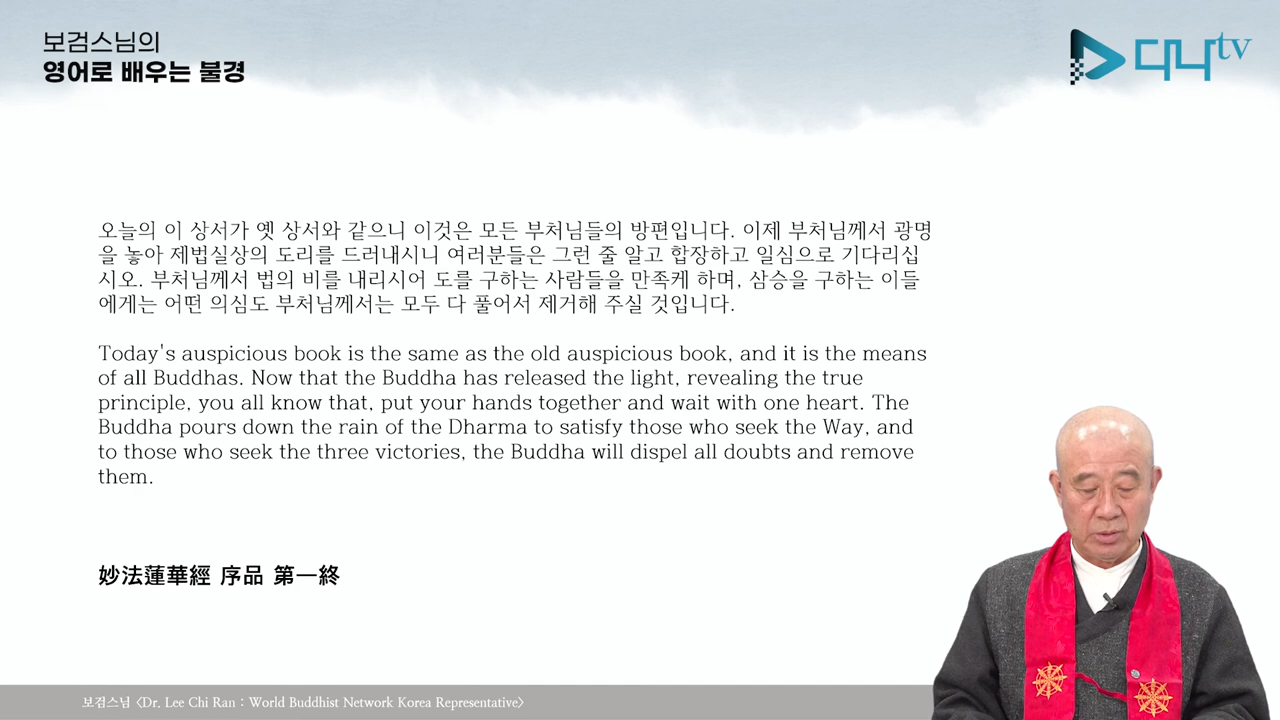 보검스님의
영어로 배우는 불경
다나tv
오늘의 이 상서가 옛 상서와 같으니 이것은 모든 부처님들의 방편입니다. 이제 부처님께서 광명
을 놓아 제법실상의 도리를 드러내시니 여러분들은 그런 줄 알고 합장하고 일심으로 기다리십
시오. 부처님께서 법의 비를 내리시어 도를 구하는 사람들을 만족케 하며, 삼승을 구하는 이들
에게는 어떤 의심도 부처님께서는 모두 다 풀어서 제거해 주실 것입니다.
Today's auspicious book is the same as the old auspicious book, and it is the means
of all Buddhas. Now that the Buddha has released the light, revealing the true
principle, you all know that, put your hands together and wait with one heart. The
Buddha pours down the rain of the Dharma to satisfy those who seek the Way, and
to those who seek the three victories, the Buddha will dispel all doubts and remove
them.
妙法蓮華經 序品 第一終
보검스님 <Dr. Lee Chi Ran : World Buddhist Network Korea Representative>